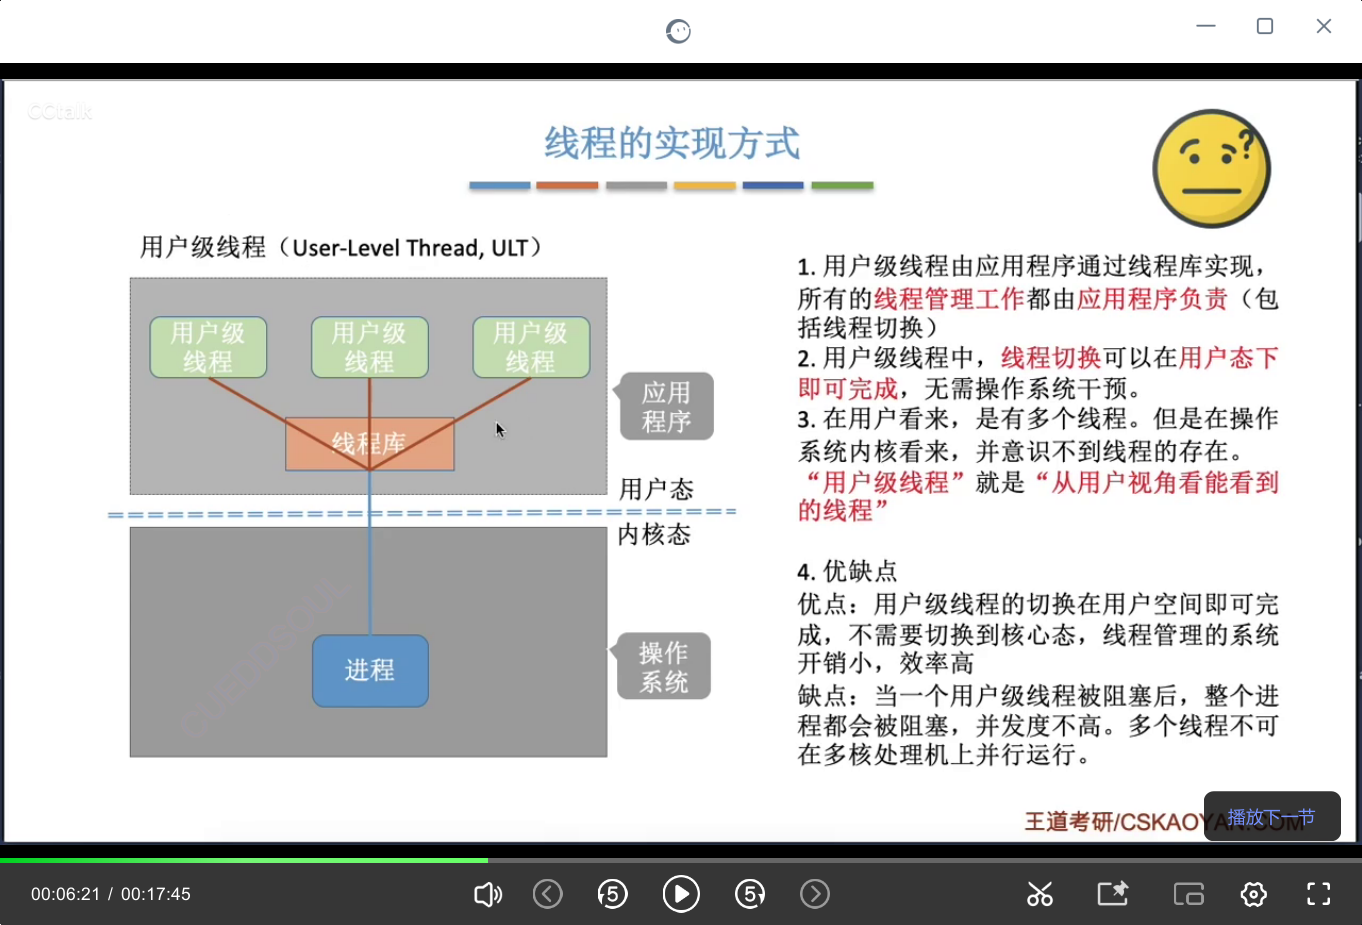 CCtalk
线程的实现方式
用户级线程（User-Level Thread, ULT）
用户级
线程
用户级
线程
用户级
线程
线程库
应用
程序
用户态
内核态
进程
操作
系统
1. 用户级线程由应用程序通过线程库实现，
所有的线程管理工作都由应用程序负责（包
括线程切换）
2. 用户级线程中，线程切换可以在用户态下
即可完成，无需操作系统干预。
3. 在用户看来，是有多个线程。但是在操作
系统内核看来，并意识不到线程的存在。
“用户级线程”就是“从用户视角看能看到
的线程”
4. 优缺点
优点：用户级线程的切换在用户空间即可完
成，不需要切换到核心态，线程管理的系统
开销小，效率高
缺点：当一个用户级线程被阻塞后，整个进
程都会被阻塞，并发度不高。多个线程不可
在多核处理机上并行运行。
王道考研/CSKAOYAN.COM
播放下一节
00:06:21 / 00:17:45
5
5